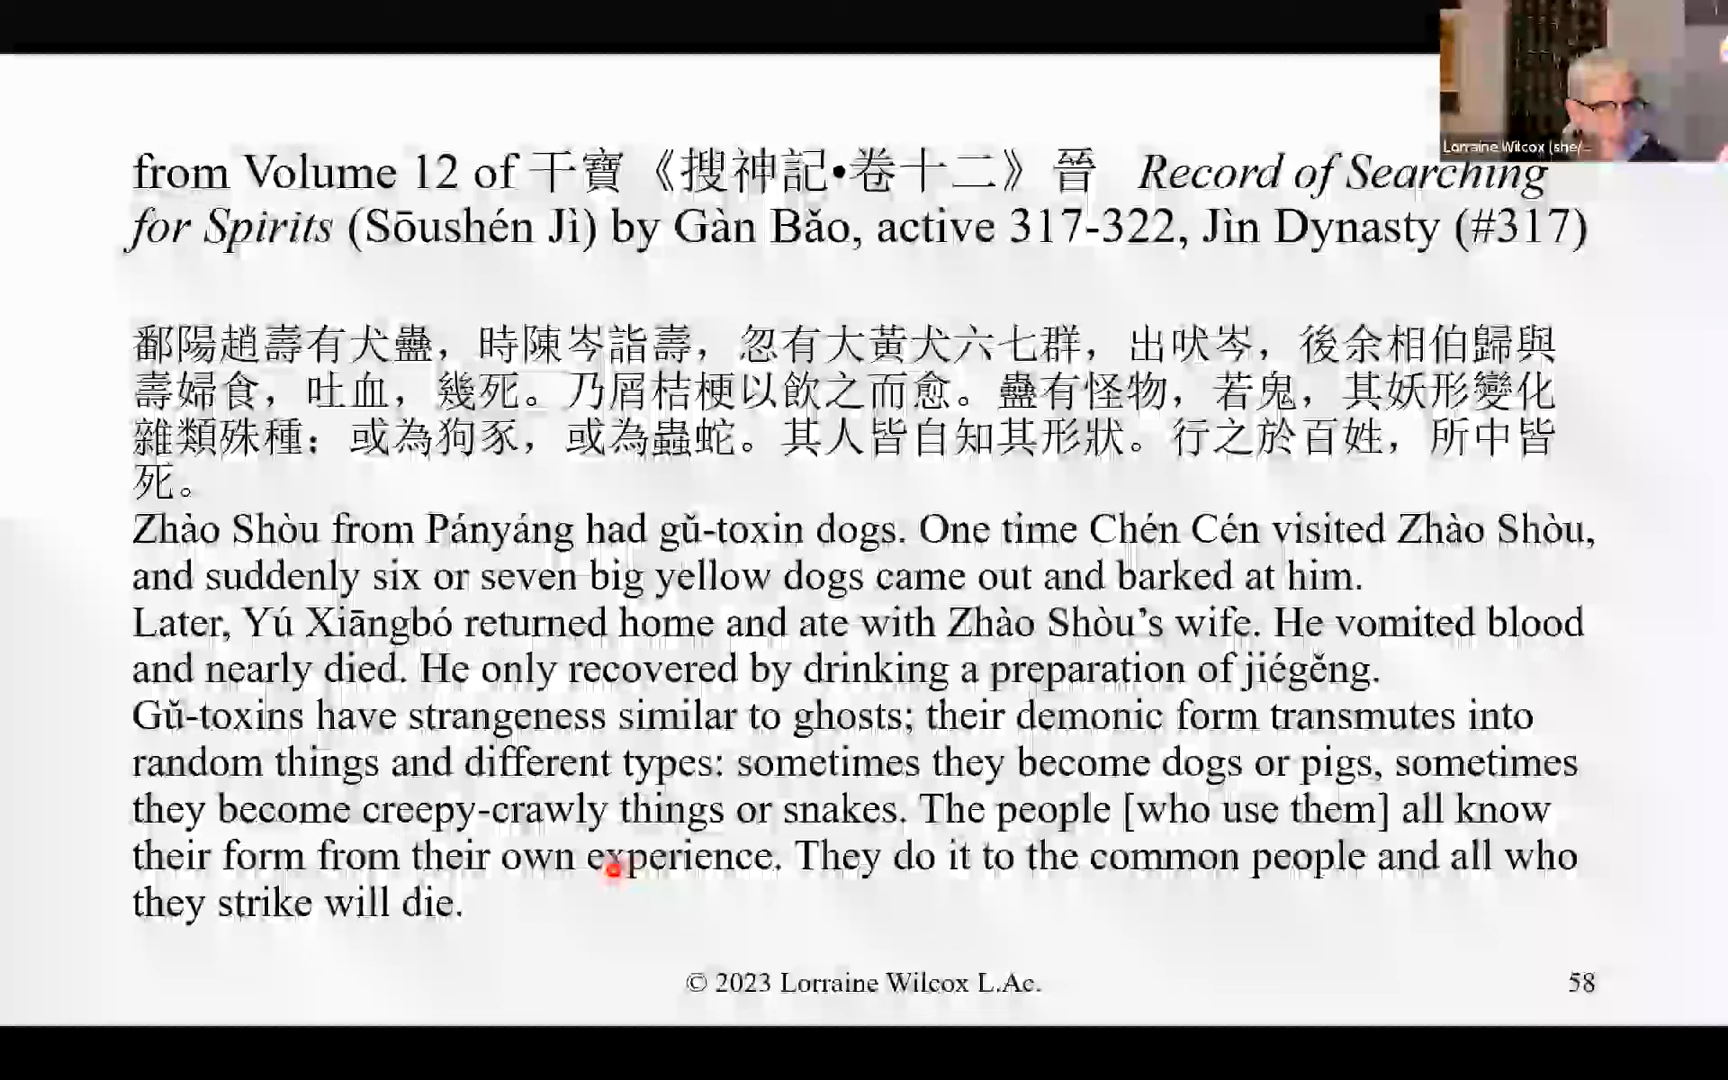 Lorraine Wilcox (she/...
from Volume 12 of 干寶《搜神記•卷十二》晉 Record of Searching
for Spirits (Sōushén Jì) by Gàn Bǎo, active 317-322, Jìn Dynasty (#317)
鄱陽趙壽有犬蠱，時陳岑詣壽，忽有大黃犬六七群，出吠岑，後余相伯歸與
壽婦食，吐血，幾死。乃屑桔梗以飲之而愈。蠱有怪物，若鬼，其妖形變化
雜類殊種；或為狗豕，或為蟲蛇。其人皆自知其形狀。行之於百姓，所中皆
死。
Zhào Shòu from Pányáng had gǔ-toxin dogs. One time Chén Cén visited Zhào Shòu,
and suddenly six or seven big yellow dogs came out and barked at him.
Later, Yú Xiāngbó returned home and ate with Zhào Shòu’s wife. He vomited blood
and nearly died. He only recovered by drinking a preparation of jiégěng.
Gǔ-toxins have strangeness similar to ghosts; their demonic form transmutes into
random things and different types: sometimes they become dogs or pigs, sometimes
they become creepy-crawly things or snakes. The people [who use them] all know
their form from their own experience. They do it to the common people and all who
they strike will die.
© 2023 Lorraine Wilcox L.Ac.
58